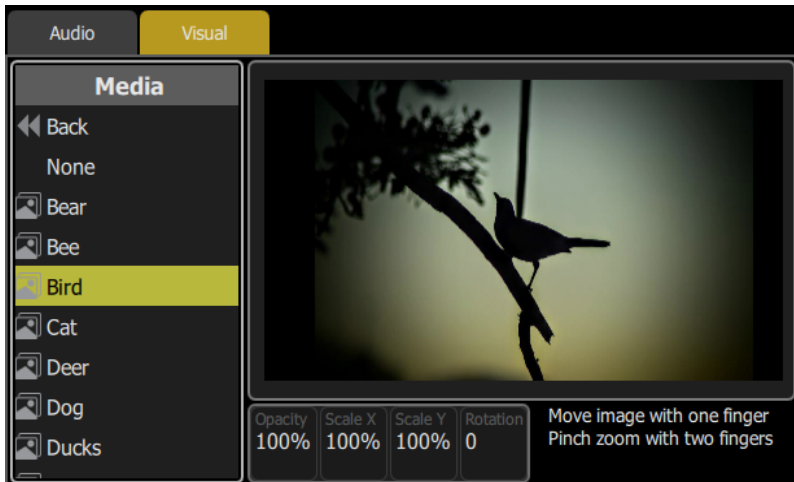 Audio
Visual
Media
Back
None
Bear
Bee
Bird
Cat
Deer
Dog
Ducks
Opacity
100%
Scale X
100%
Scale Y
100%
Rotation
0
Move image with one finger
Pinch zoom with two fingers